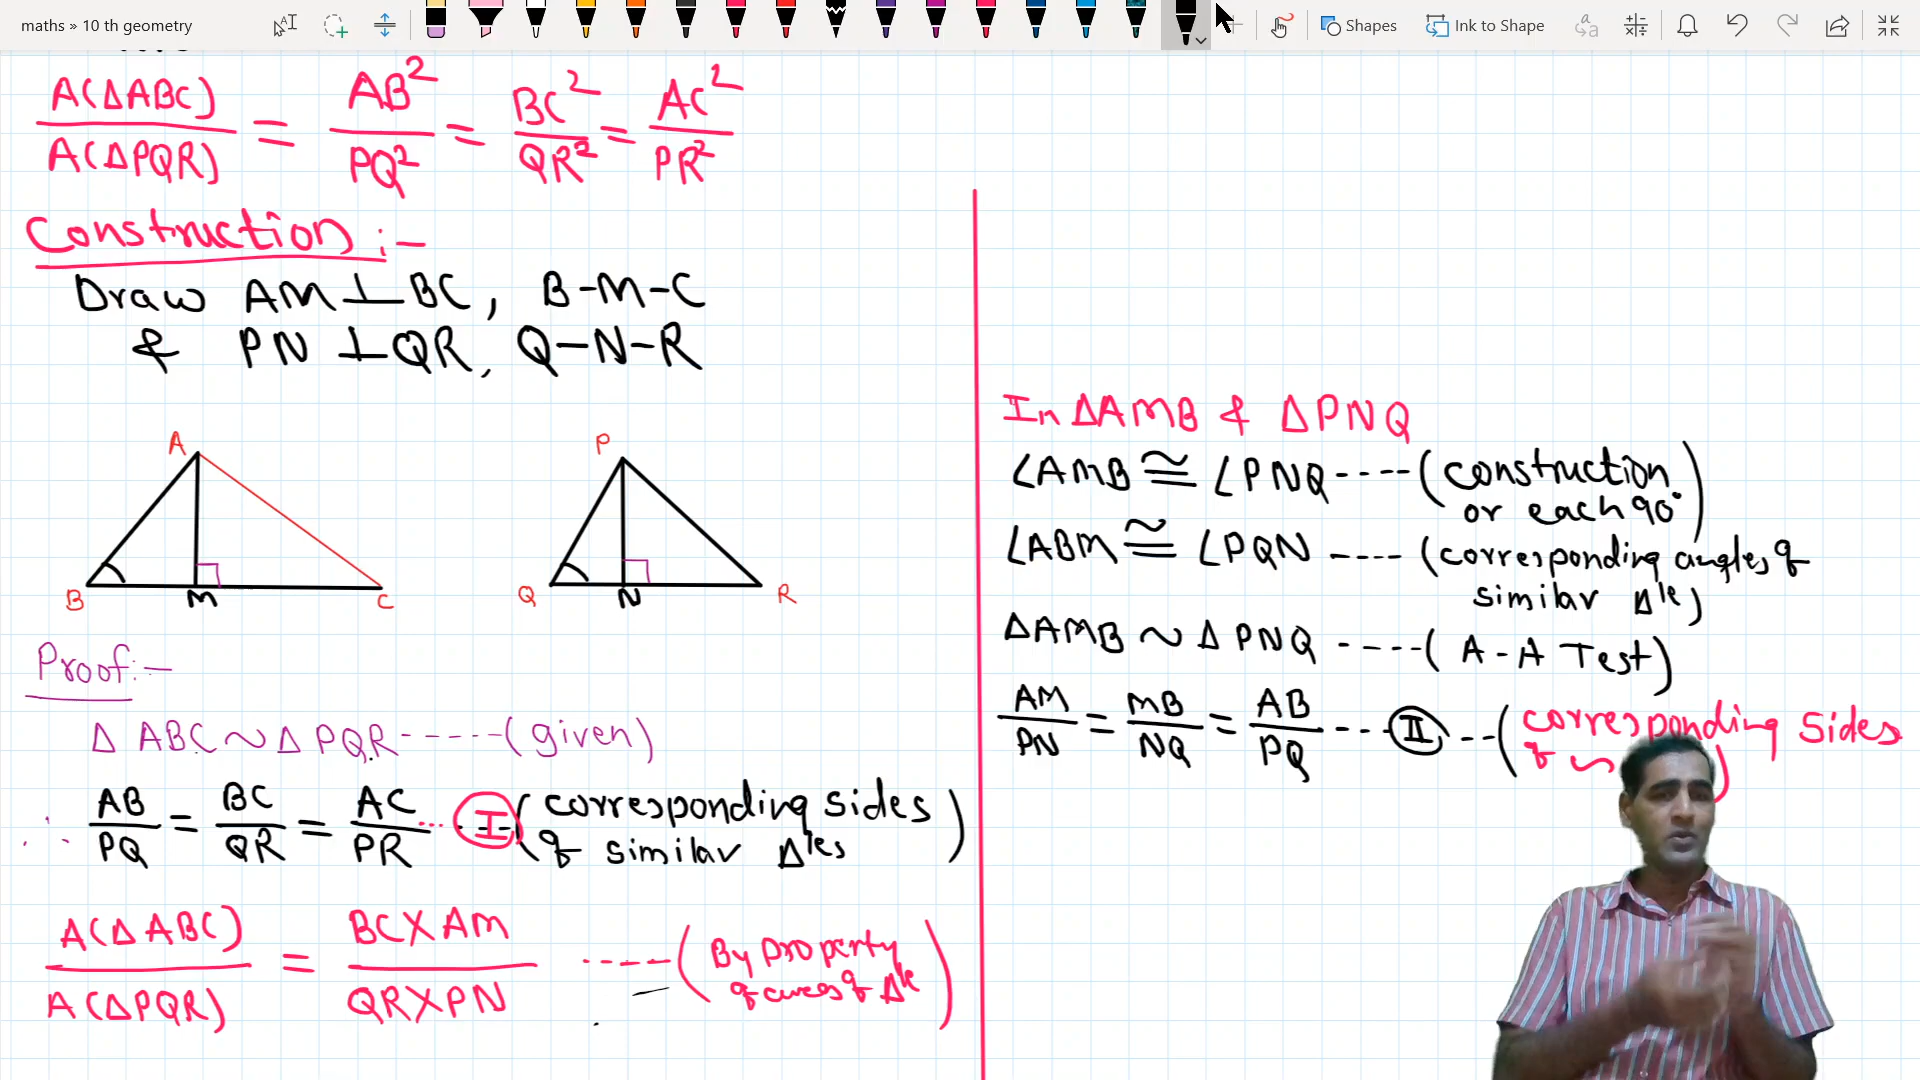 maths » 10 th geometry
Shapes
Ink to Shape
A(ΔABC)/A(ΔPQR) = AB²/PQ² = BC²/QR² = AC²/PR²
Construction :-
Draw AM⊥BC, B-M-C
& PN⊥QR, Q-N-R
A
B
M
C
P
Q
N
R
Proof:-
Δ ABC ~ Δ PQR -----(given)
∴ AB/PQ = BC/QR = AC/PR ... I (corresponding sides
of similar Δles)
A(ΔABC)/A(ΔPQR) = BC×AM/QR×PN -----(By Property
of areas of Δle)
In ΔAMB & ΔPNQ
∠AMB ≅ ∠PNQ ----(construction
or each 90°)
∠ABM ≅ ∠PQN ----(corresponding angles of
similar Δle)
ΔAMB ~ ΔPNQ ----(A-A Test)
AM/PN = MB/NQ = AB/PQ --- II --(corresponding sides
of